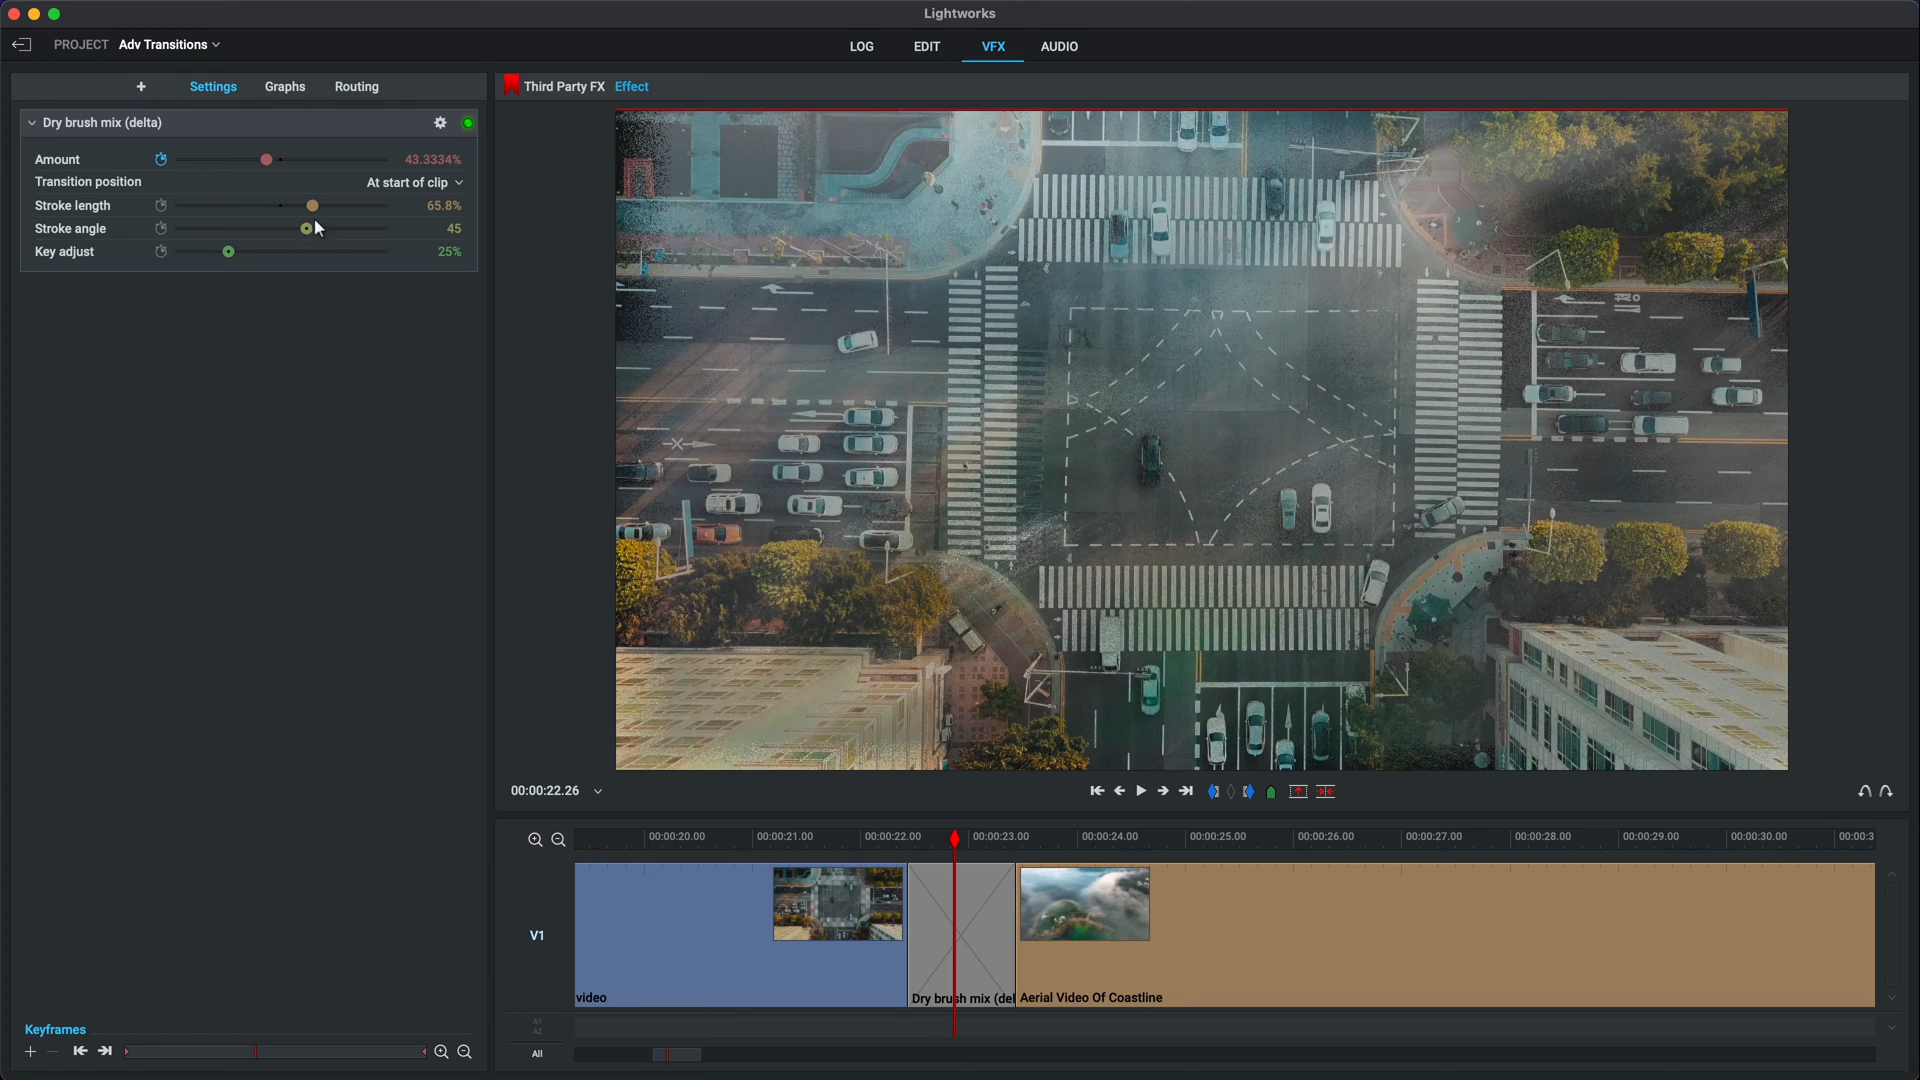 Lightworks
PROJECT Adv Transitions
LOG EDIT VFX AUDIO
+ Settings Graphs Routing
Third Party FX Effect
Dry brush mix (delta)
Amount 43.3334%
Transition position At start of clip
Stroke length 65.8%
Stroke angle 45
Key adjust 25%
00:00:22.26
00:00:20.00 00:00:21.00 00:00:22.00 00:00:23.00 00:00:24.00 00:00:25.00 00:00:26.00 00:00:27.00 00:00:28.00 00:00:29.00 00:00:30.00 00:00:3
V1
video
Dry brush mix (del
Aerial Video Of Coastline
A1
A2
All
Keyframes